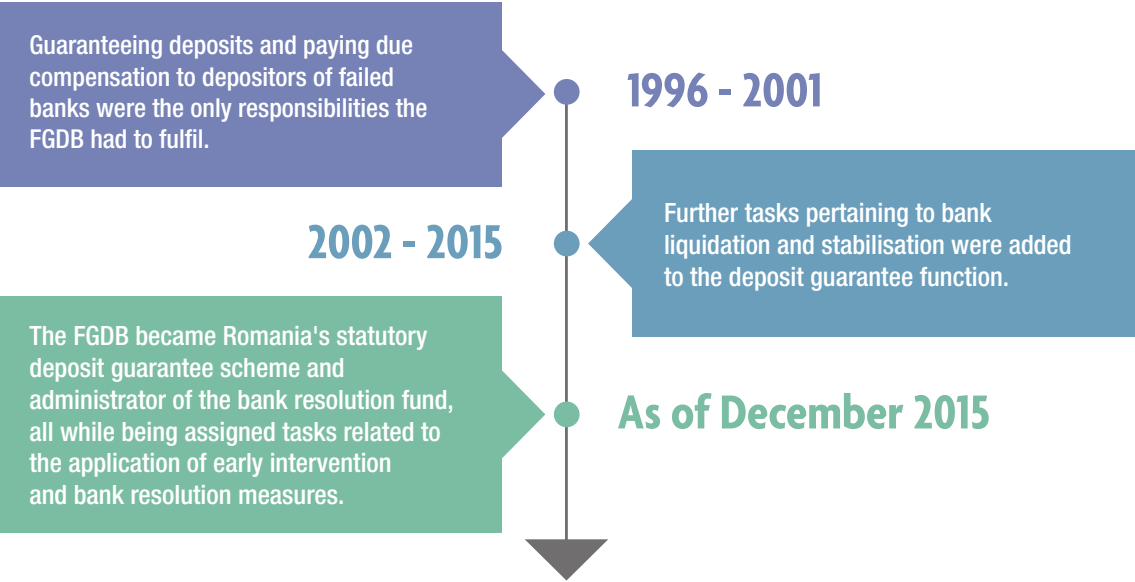 Guaranteeing deposits and paying due
compensation to depositors of failed
banks were the only responsibilities the
FGDB had to fulfil.
1996 - 2001
2002 - 2015
Further tasks pertaining to bank
liquidation and stabilisation were added
to the deposit guarantee function.
The FGDB became Romania's statutory
deposit guarantee scheme and
administrator of the bank resolution fund,
all while being assigned tasks related to
the application of early intervention
and bank resolution measures.
As of December 2015